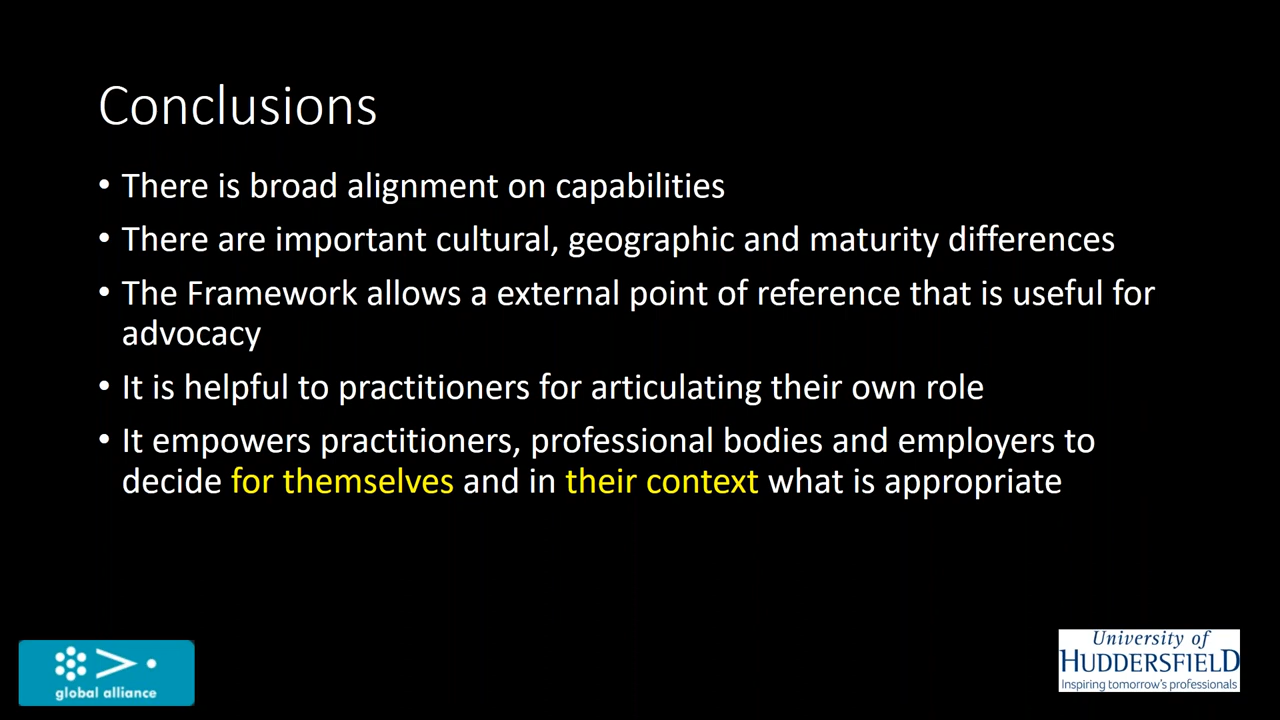 Conclusions
• There is broad alignment on capabilities
• There are important cultural, geographic and maturity differences
• The Framework allows a external point of reference that is useful for
advocacy
• It is helpful to practitioners for articulating their own role
• It empowers practitioners, professional bodies and employers to
decide for themselves and in their context what is appropriate
global alliance
University of
HUDDERSFIELD
Inspiring tomorrow's professionals